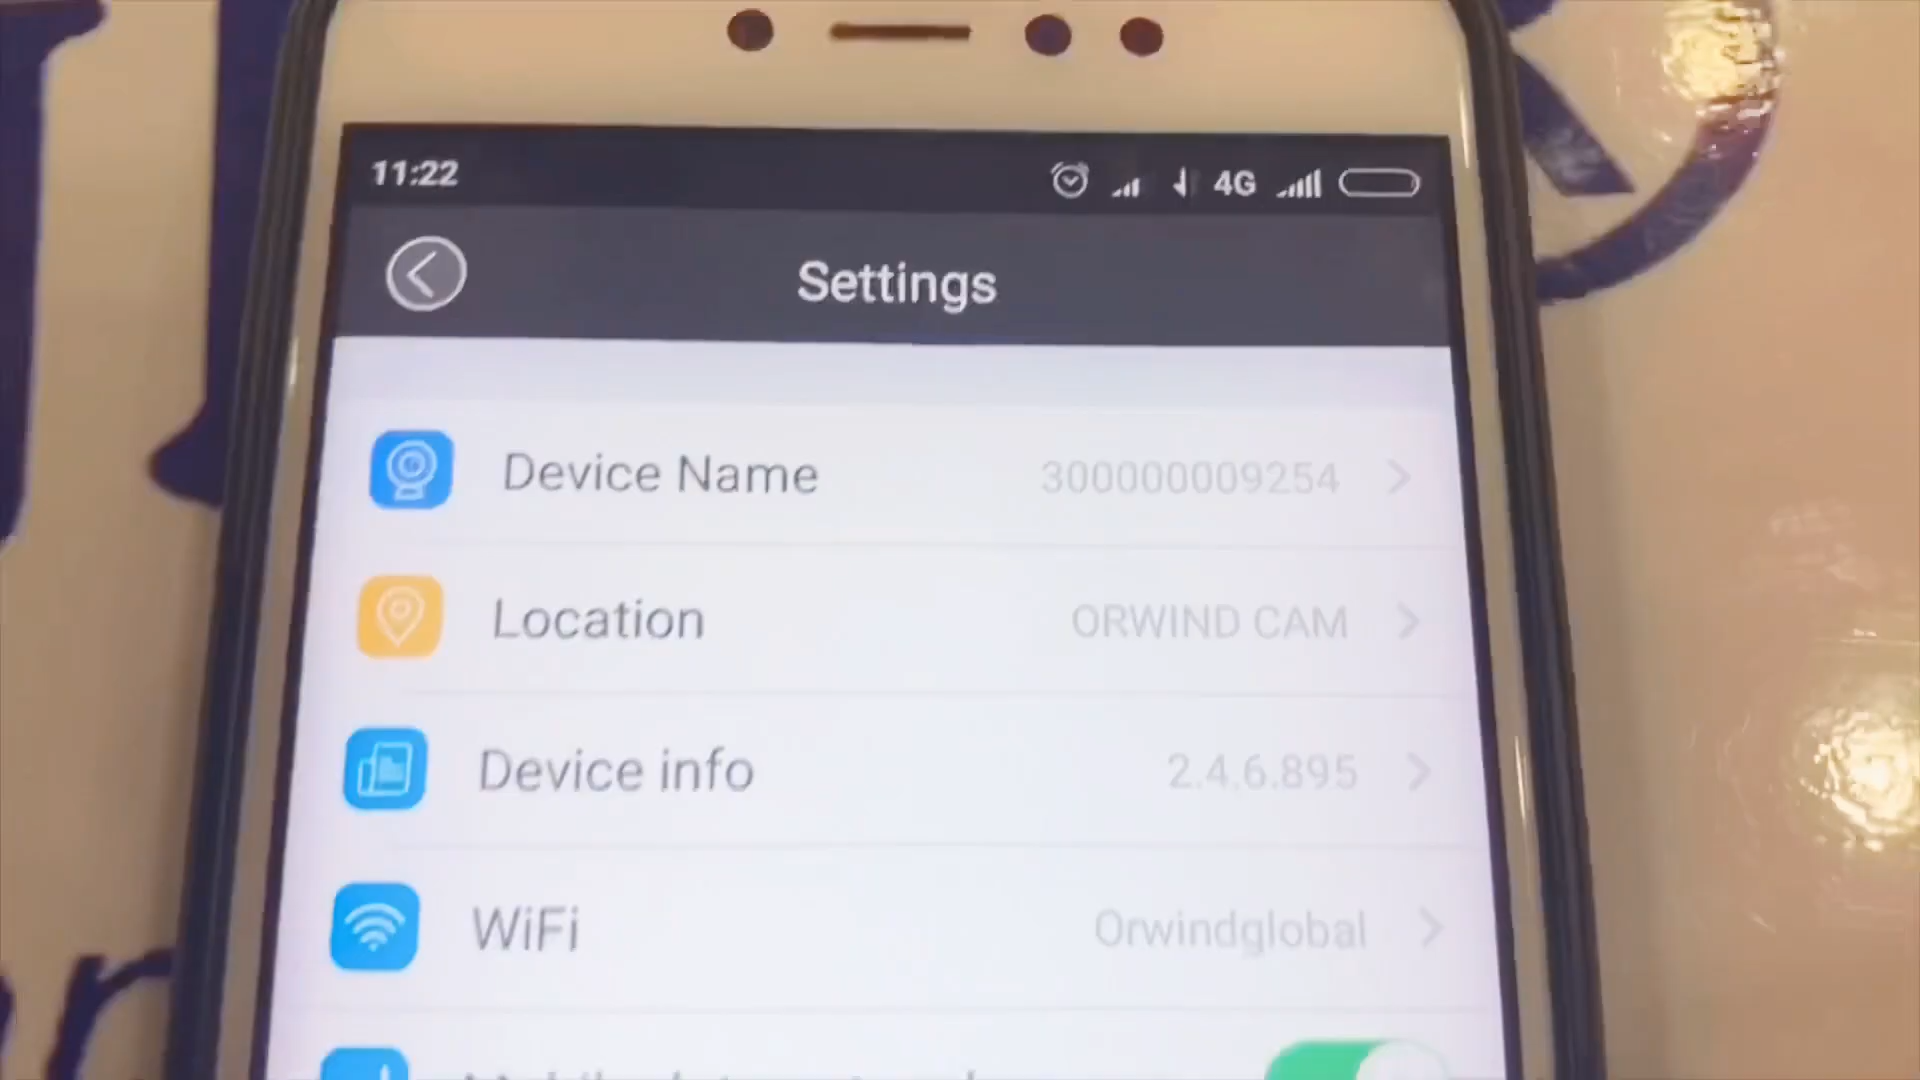 11:22 4G
Settings
Device Name 300000009254
Location ORWIND CAM
Device info 2.4.6.895
WiFi Orwindglobal